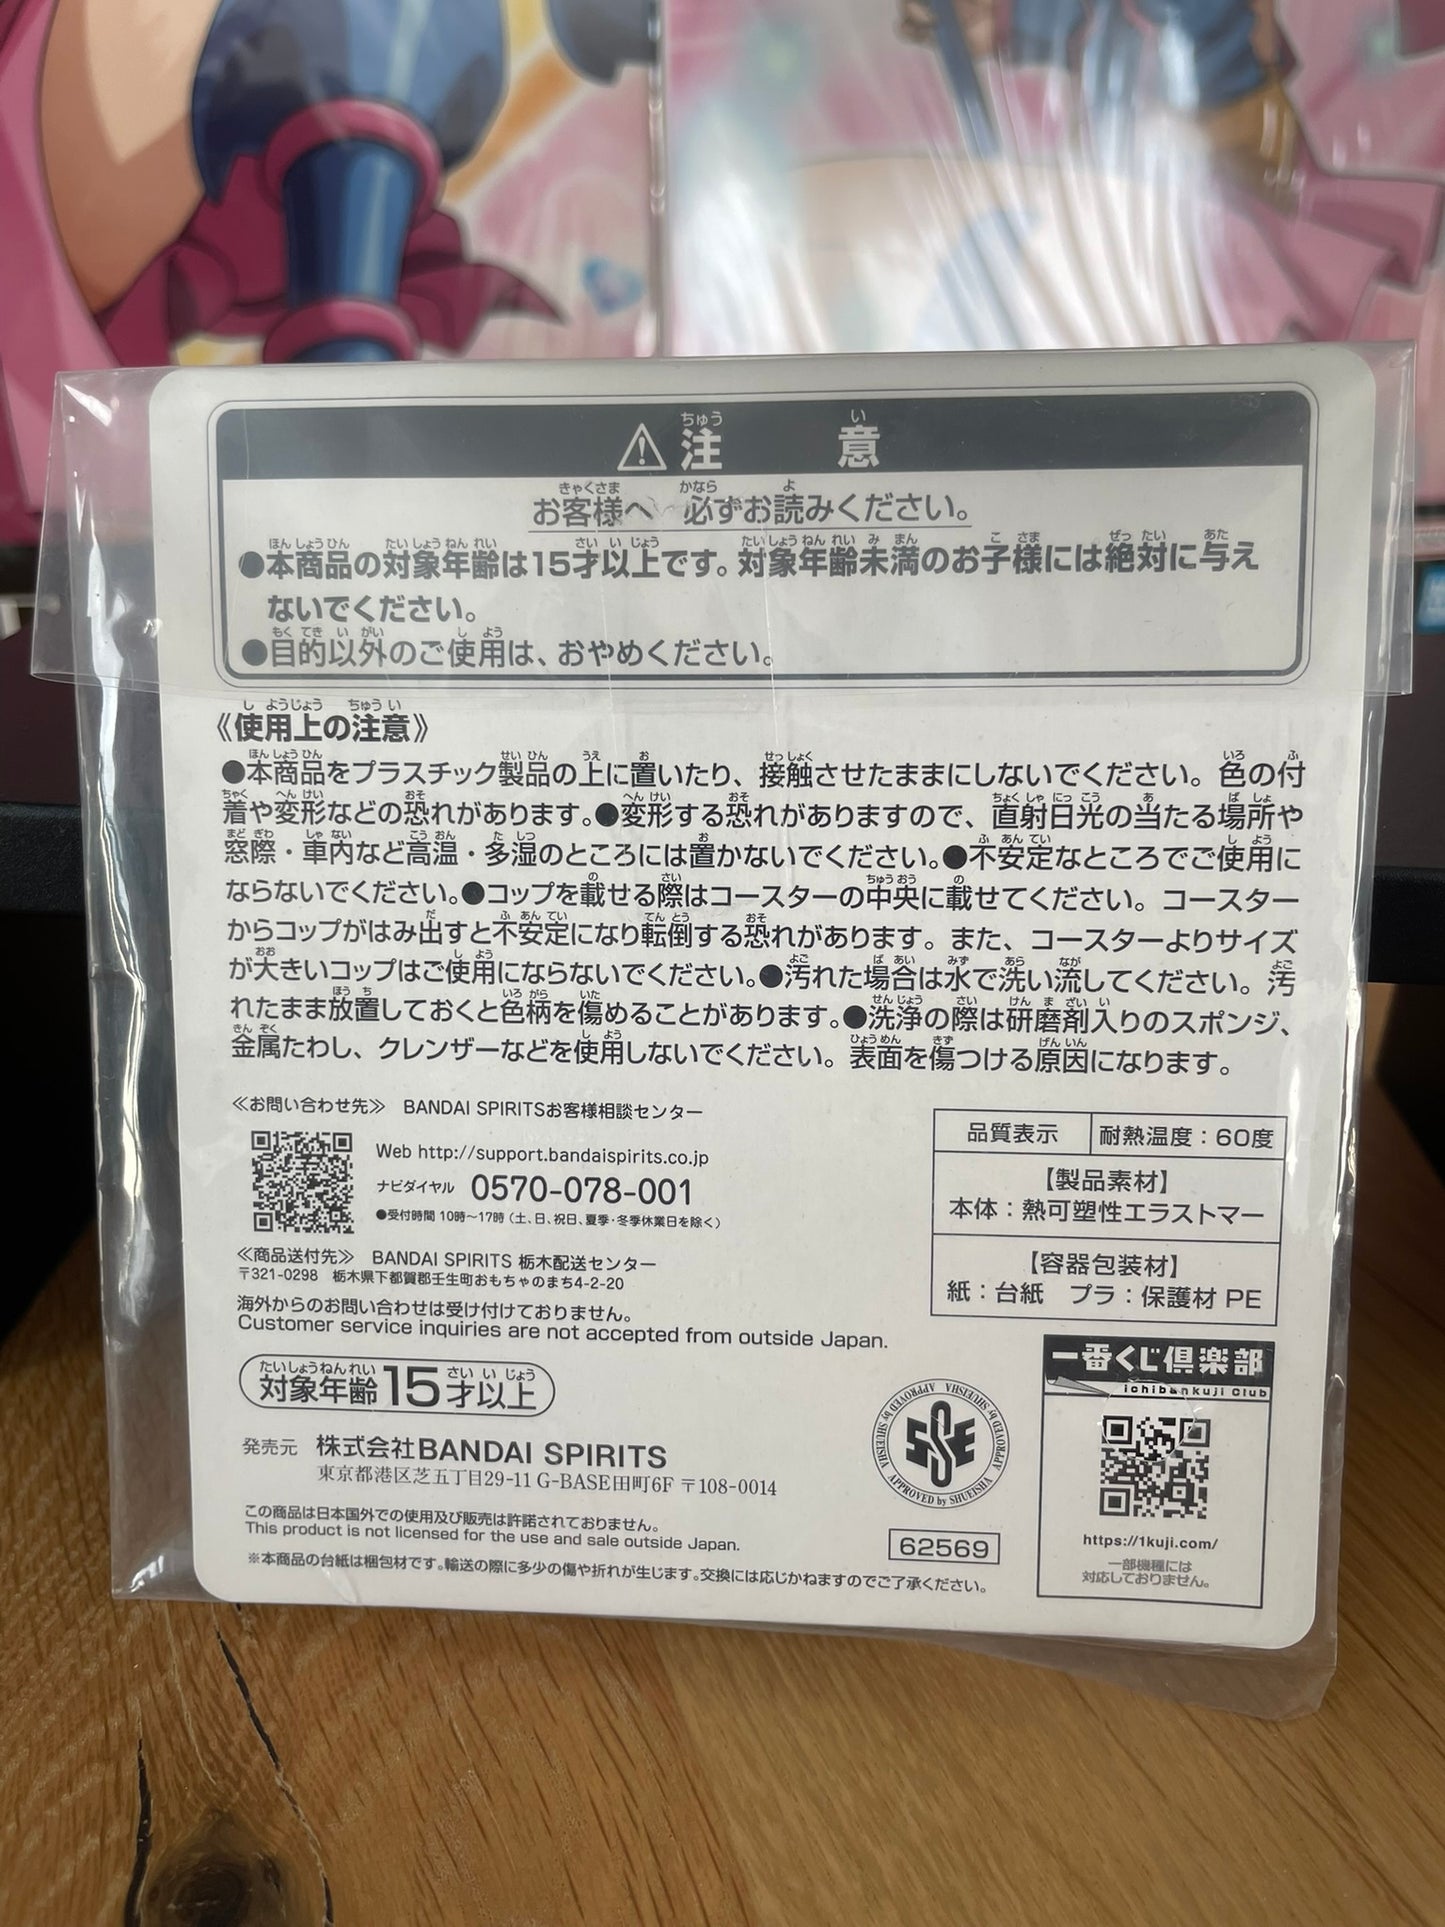 ⚠注意
お客様へ 必ずお読みください。
●本商品の対象年齢は15才以上です。対象年齢未満のお子様には絶対に与え
ないでください。
●目的以外のご使用は、おやめください。
《使用上の注意》
●本商品をプラスチック製品の上に置いたり、接触させたままにしないでください。色の付
着や変形などの恐れがあります。●変形する恐れがありますので、直射日光の当たる場所や
窓際・車内など高温・多湿のところには置かないでください。●不安定なところでご使用に
ならないでください。●コップを載せる際はコースターの中央に載せてください。コースター
からコップがはみ出すと不安定になり転倒する恐れがあります。また、コースターよりサイズ
が大きいコップはご使用にならないでください。●汚れた場合は水で洗い流してください。汚
れたまま放置しておくと色柄を傷めることがあります。●洗浄の際は研磨剤入りのスポンジ、
金属たわし、クレンザーなどを使用しないでください。表面を傷つける原因になります。
≪お問い合わせ先≫ BANDAI SPIRITSお客様相談センター
Web http://support.bandaispirits.co.jp
ナビダイヤル 0570-078-001
●受付時間 10時〜17時(土、日、祝日、夏季・冬季休業日を除く)
≪商品送付先≫ BANDAI SPIRITS 栃木配送センター
〒321-0298 栃木県下都賀郡壬生町おもちゃのまち4-2-20
海外からのお問い合わせは受け付けておりません。
Customer service inquiries are not accepted from outside Japan.
対象年齢15才以上
発売元 株式会社BANDAI SPIRITS
東京都港区芝五丁目29-11 G-BASE田町6F 〒108-0014
この商品は日本国外での使用及び販売は許諾されておりません。
This product is not licensed for the use and sale outside Japan.
※本商品の台紙は梱包材です。輸送の際に多少の傷や折れが生じます。交換には応じかねますのでご了承ください。
品質表示 耐熱温度：60度
【製品素材】
本体：熱可塑性エラストマー
【容器包装材】
紙：台紙 プラ：保護材 PE
APPROVED by SHUEISHA APPROVED by SHUEISHA APPROVED by SHUEISHA
62569
一番くじ倶楽部
ichibankuji Club
https://1kuji.com/
一部機種には
対応しておりません。